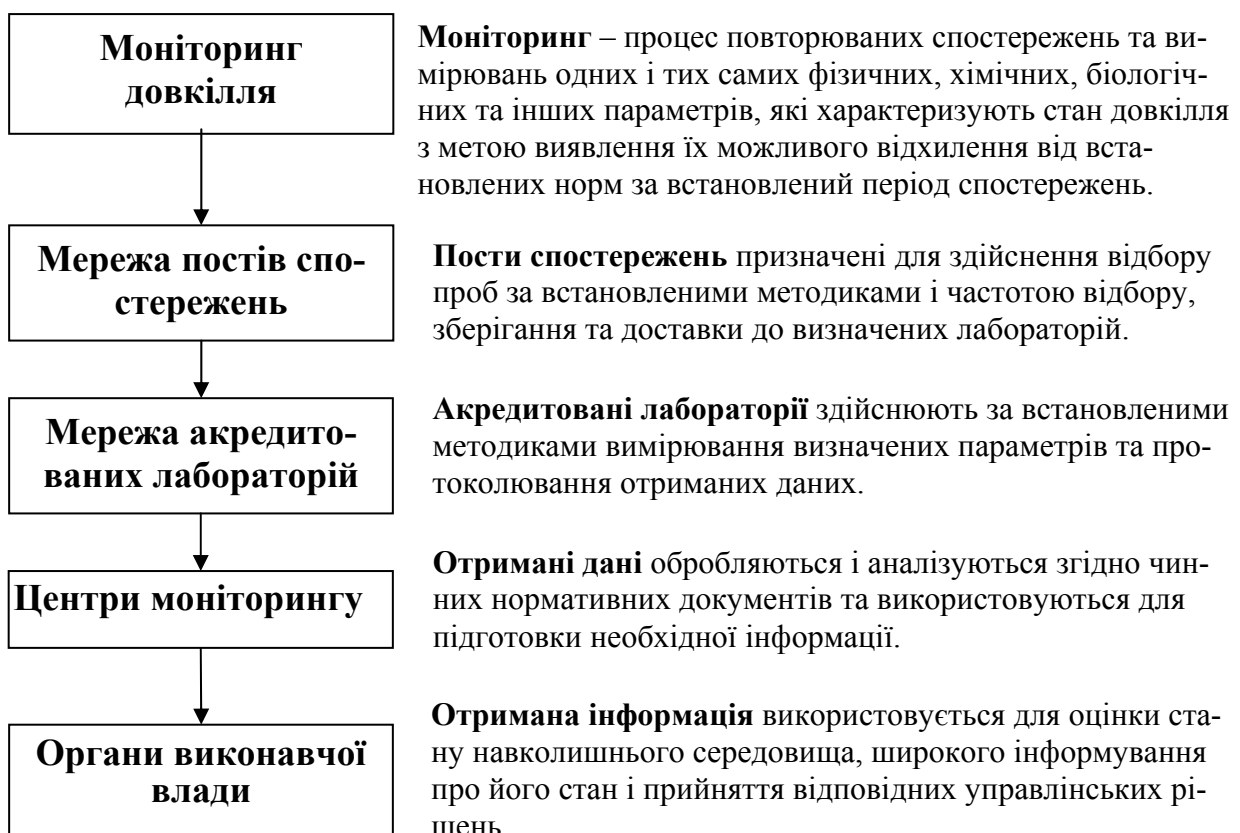 Моніторинг
довкілля
Моніторинг – процес повторюваних спостережень та ви-
мірювань одних і тих самих фізичних, хімічних, біологіч-
них та інших параметрів, які характеризують стан довкілля
з метою виявлення їх можливого відхилення від вста-
новлених норм за встановлений період спостережень.
Мережа постів спо-
стережень
Пости спостережень призначені для здійснення відбору
проб за встановленими методиками і частотою відбору,
зберігання та доставки до визначених лабораторій.
Мережа акредито-
ваних лабораторій
Акредитовані лабораторії здійснюють за встановленими
методиками вимірювання визначених параметрів та про-
токолювання отриманих даних.
Центри моніторингу
Отримані дані обробляються і аналізуються згідно чин-
них нормативних документів та використовуються для
підготовки необхідної інформації.
Органи виконавчої
влади
Отримана інформація використовується для оцінки ста-
ну навколишнього середовища, широкого інформування
про його стан і прийняття відповідних управлінських рі-
шень